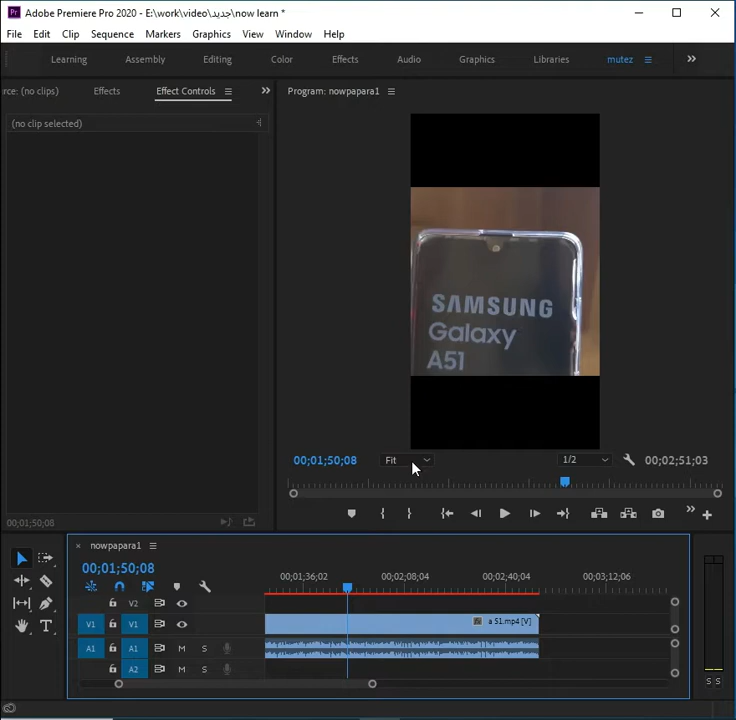 Adobe Premiere Pro 2020 - E:\work\video\جديد\now learn *
File Edit Clip Sequence Markers Graphics View Window Help
Learning Assembly Editing Color Effects Audio Graphics Libraries mutez
rce: (no clips) Effects Effect Controls Program: nowpapara1
(no clip selected)
SAMSUNG
Galaxy
A51
00;01;50;08 Fit 1/2 00;02;51;03
00;01;50;08
× nowpapara1
00;01;50;08
00;01;36;02 00;02;08;04 00;02;40;04 00;03;12;06
V2
V1 V1 a 51.mp4 [V]
A1 A1 M S
A2 M S
S S